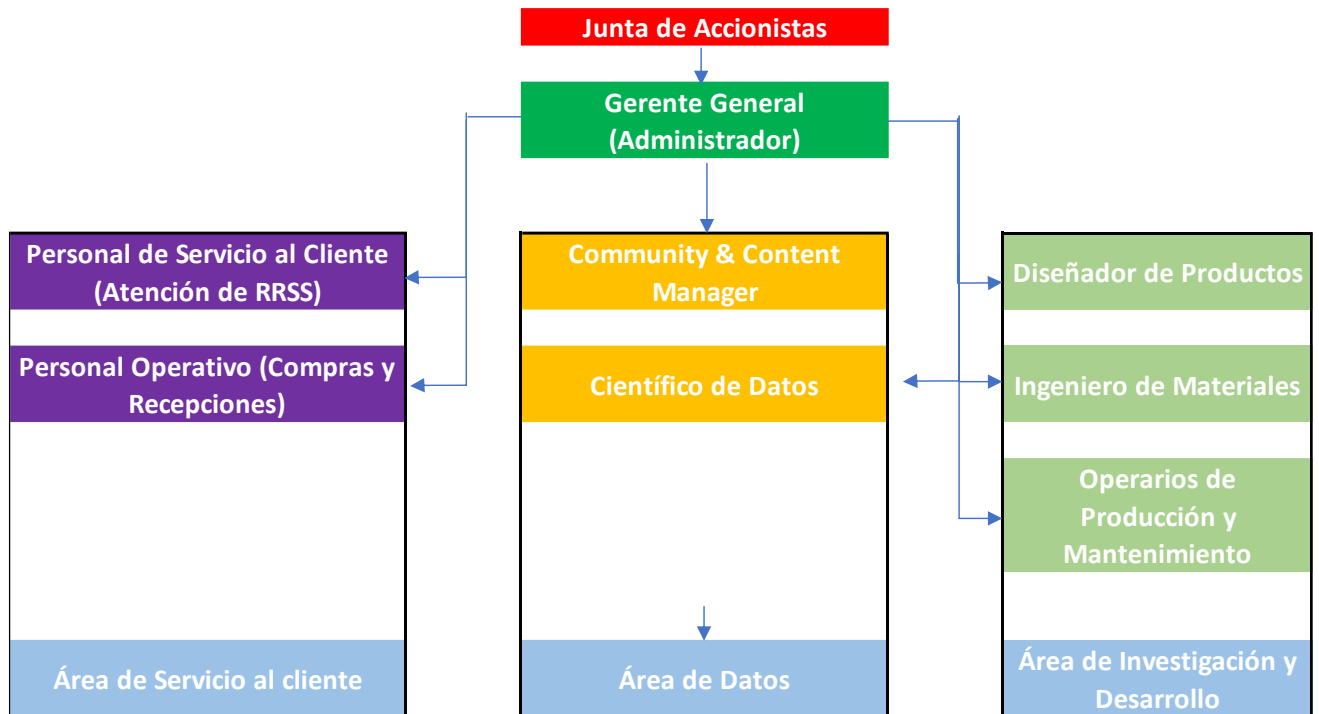 Junta de Accionistas
Gerente General
(Administrador)
Personal de Servicio al Cliente
(Atención de RRSS)
Community & Content
Manager
Diseñador de Productos
Personal Operativo (Compras y
Recepciones)
Científico de Datos
Ingeniero de Materiales
Operarios de
Producción y
Mantenimiento
Área de Servicio al cliente
Área de Datos
Área de Investigación y
Desarrollo